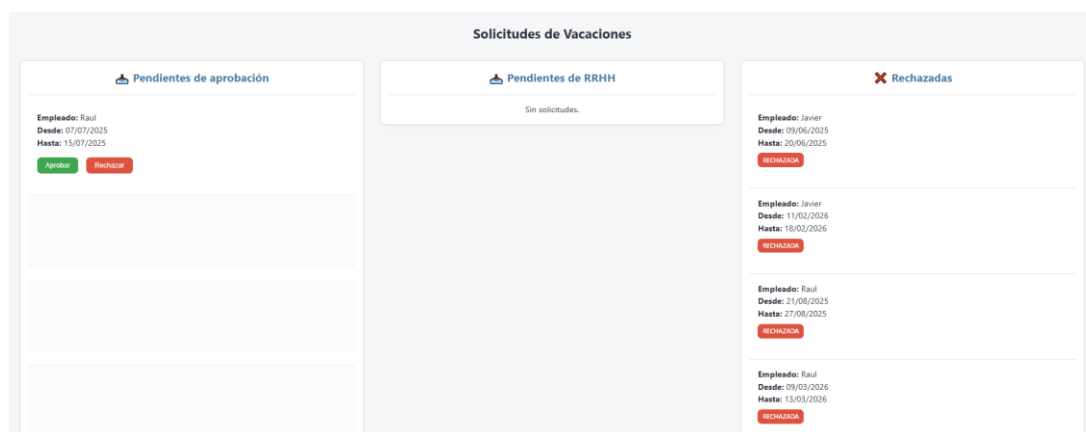 Solicitudes de Vacaciones
Pendientes de aprobación
Empleado: Raul
Desde: 07/07/2025
Hasta: 15/07/2025
Aprobar Rechazar
Pendientes de RRHH
Sin solicitudes.
Rechazadas
Empleado: Javier
Desde: 09/06/2025
Hasta: 20/06/2025
RECHAZADA
Empleado: Javier
Desde: 11/02/2026
Hasta: 18/02/2026
RECHAZADA
Empleado: Raul
Desde: 21/08/2025
Hasta: 27/08/2025
RECHAZADA
Empleado: Raul
Desde: 09/03/2026
Hasta: 13/03/2026
RECHAZADA